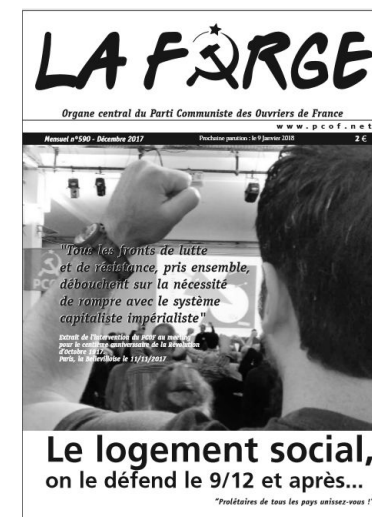 LA FORGE
Organe central du Parti Communiste des Ouvriers de France
www.pcof.net
Mensuel n°590 - Décembre 2017
Prochaine parution : le 9 Janvier 2018
2 €
PCOF
"Tous les fronts de lutte
et de résistance, pris ensemble,
débouchent sur la nécessité
de rompre avec le système
capitaliste impérialiste"
Extrait de l'intervention du PCOF au meeting
pour le centième anniversaire de la Révolution
d'Octobre 1917.
Paris, la Bellevilloise le 11/11/2017
Le logement social,
on le défend le 9/12 et après...
"Prolétaires de tous les pays unissez-vous !"